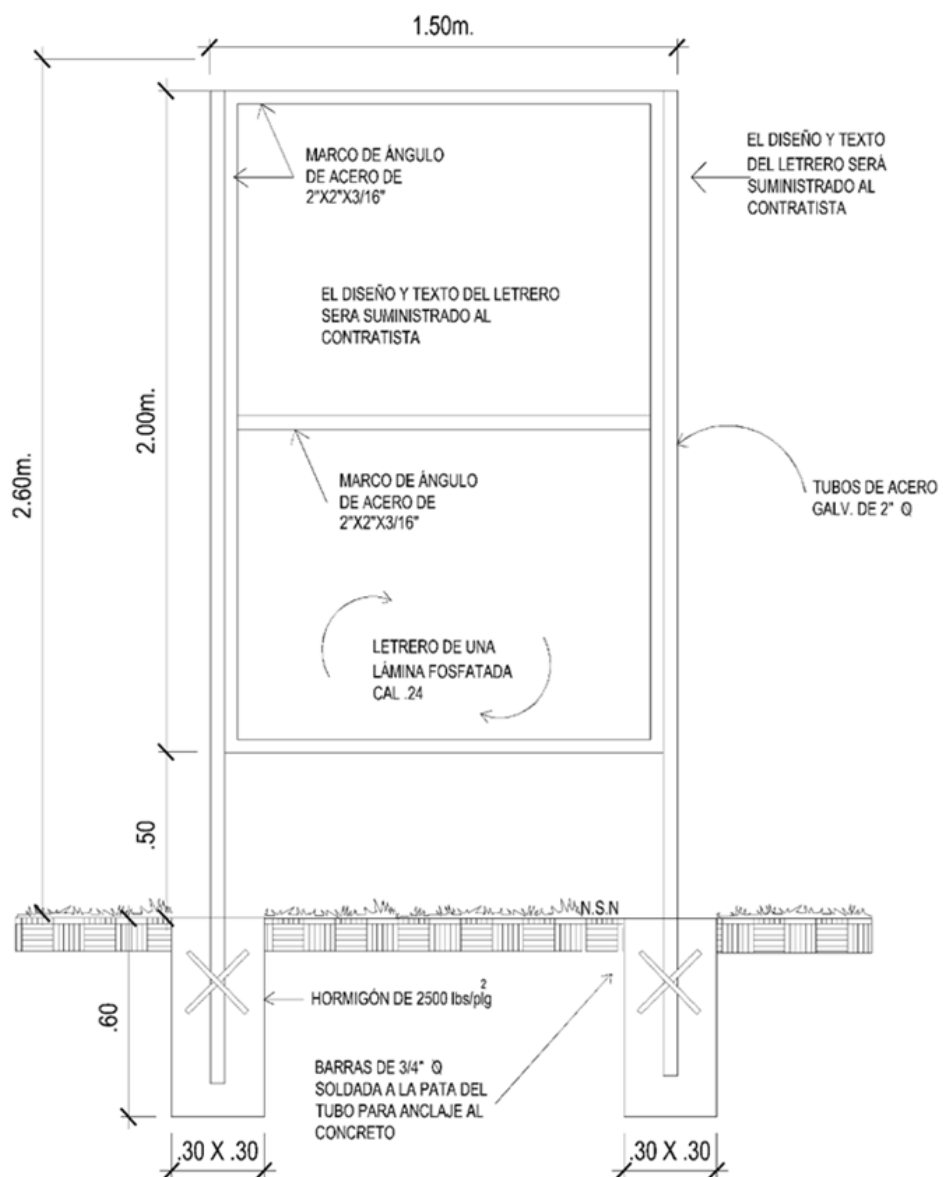 1.50m.
MARCO DE ÁNGULO
DE ACERO DE
2"X2"X3/16"
EL DISEÑO Y TEXTO
DEL LETRERO SERÁ
SUMINISTRADO AL
CONTRATISTA
EL DISEÑO Y TEXTO DEL LETRERO
SERA SUMINISTRADO AL
CONTRATISTA
2.00m.
2.60m.
MARCO DE ÁNGULO
DE ACERO DE
2"X2"X3/16"
TUBOS DE ACERO
GALV. DE 2" Q
LETRERO DE UNA
LÁMINA FOSFATADA
CAL .24
.50
N.S.N
HORMIGÓN DE 2500 lbs/plg²
.60
BARRAS DE 3/4" Q
SOLDADA A LA PATA DEL
TUBO PARA ANCLAJE AL
CONCRETO
.30 X .30
.30 X .30